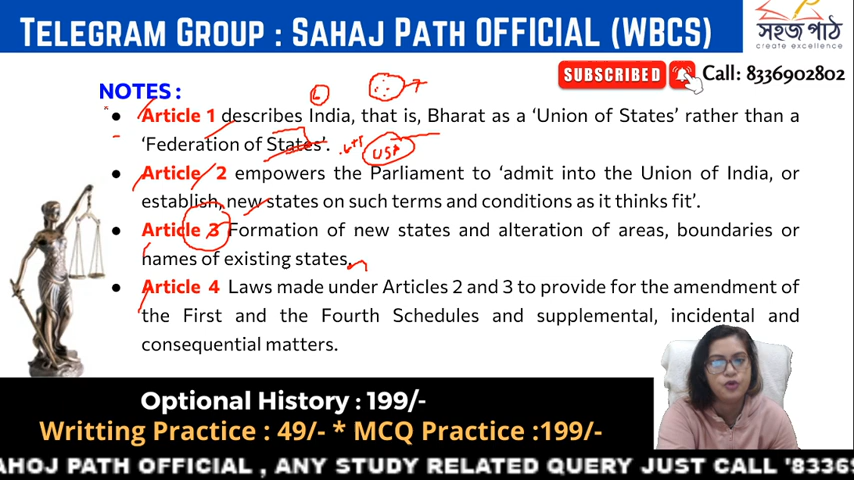 TELEGRAM GROUP : SAHAJ PATH OFFICIAL (WBCS)
সহজ পাঠ
create excellence
SUBSCRIBED
Call: 8336902802
NOTES :
• Article 1 describes India, that is, Bharat as a ‘Union of States’ rather than a
‘Federation of States’.
USA
• Article 2 empowers the Parliament to ‘admit into the Union of India, or
establish, new states on such terms and conditions as it thinks fit’.
• Article 3 Formation of new states and alteration of areas, boundaries or
names of existing states.
• Article 4 Laws made under Articles 2 and 3 to provide for the amendment of
the First and the Fourth Schedules and supplemental, incidental and
consequential matters.
Optional History : 199/-
Writting Practice : 49/- * MCQ Practice :199/-
AHOJ PATH OFFICIAL , ANY STUDY RELATED QUERY JUST CALL '8336